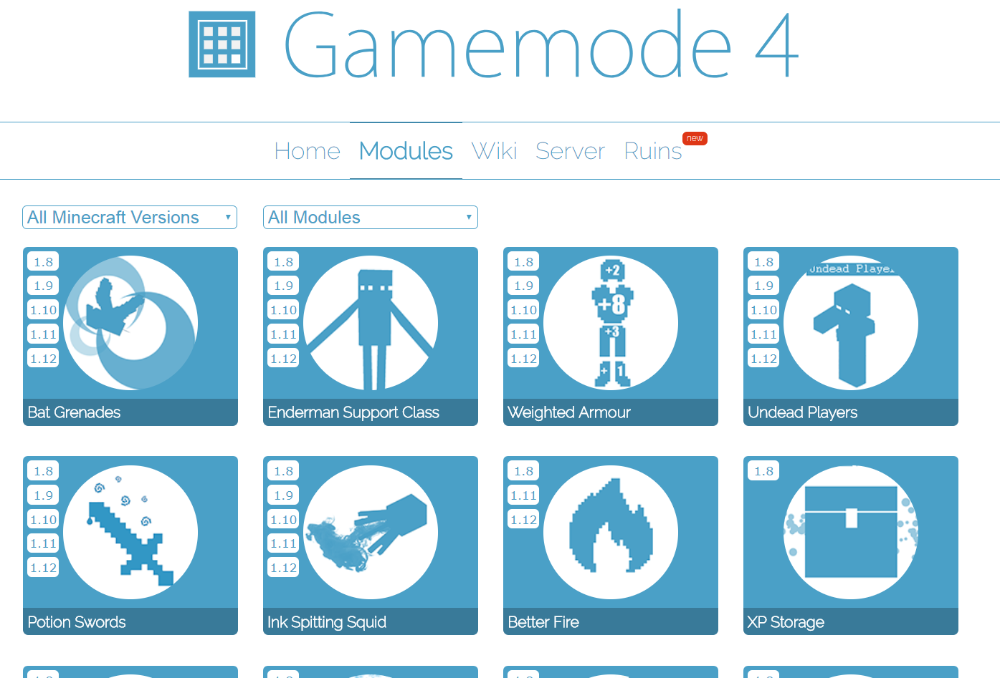 Gamemode 4
Home Modules Wiki Server Ruins new
All Minecraft Versions
All Modules
1.8
1.9
1.10
1.11
1.12
Bat Grenades
1.8
1.9
1.10
1.11
1.12
Enderman Support Class
1.8
1.9
1.10
1.11
1.12
+2
+8
+3
+ 1
Weighted Armour
1.8
1.9
1.10
1.11
1.12
Undead Player
Undead Players
1.8
1.9
1.10
1.11
1.12
Potion Swords
1.8
1.9
1.10
1.11
1.12
Ink Spitting Squid
1.8
1.11
1.12
Better Fire
1.8
XP Storage